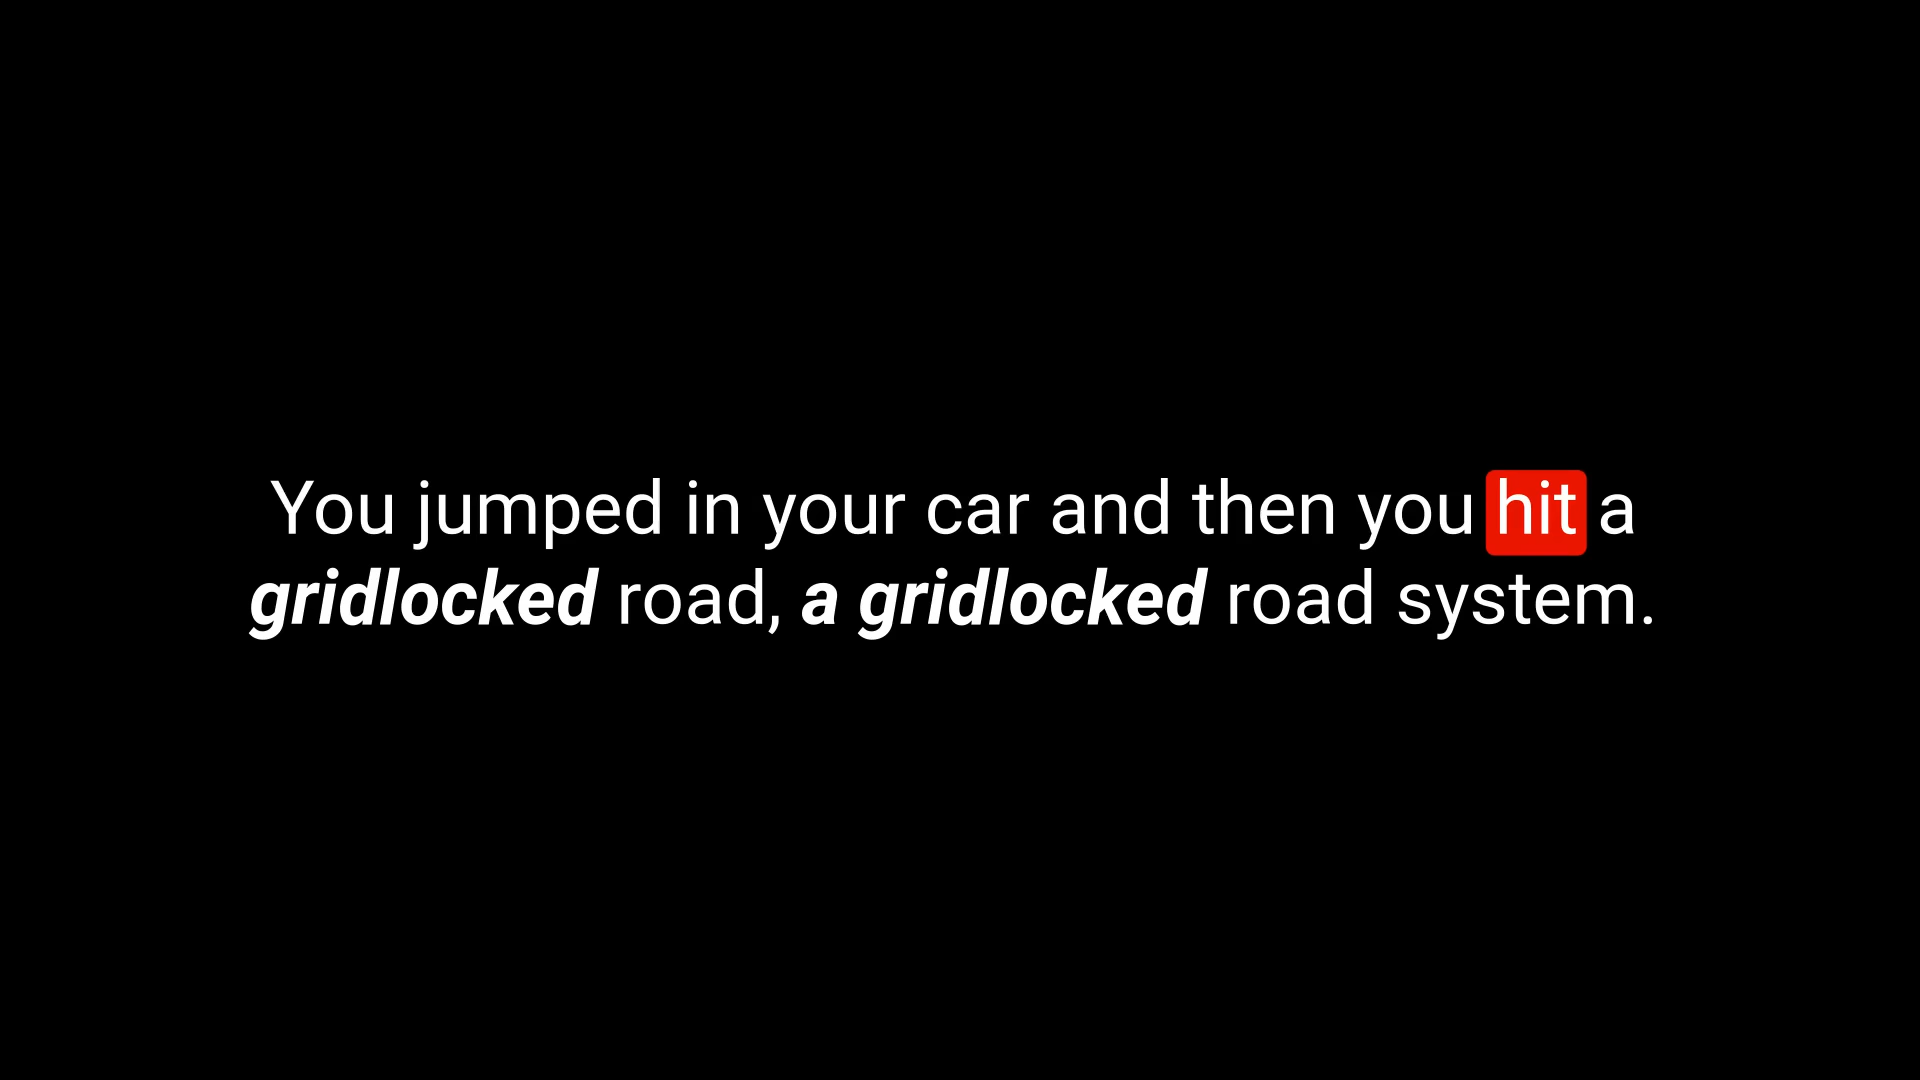 You jumped in your car and then you hit a
gridlocked road, a gridlocked road system.